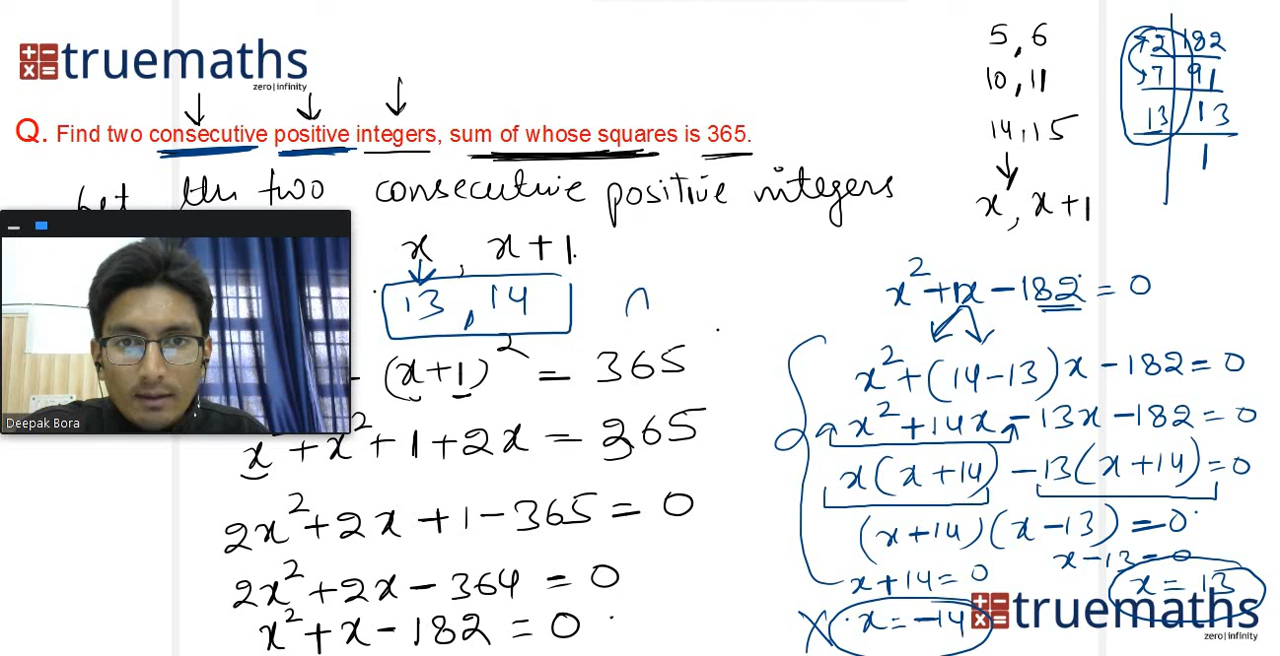 truemaths
zero|infinity
Q. Find two consecutive positive integers, sum of whose squares is 365.
Let the two consecutive positive integers
x, x+1.
13, 14
(x+1)² = 365
x² + x² + 1 + 2x = 365
2x² + 2x + 1 - 365 = 0
2x² + 2x - 364 = 0
x² + x - 182 = 0
Deepak Bora
5, 6
10, 11
14, 15
x, x+1
2 | 182
7 | 91
13 | 13
1
x² + 1x - 182 = 0
x² + (14-13)x - 182 = 0
x² + 14x - 13x - 182 = 0
x(x+14) - 13(x+14) = 0
(x+14)(x-13) = 0
x-13 = 0
x+14 = 0
x = 13
x = -14
truemaths
zero|infinity